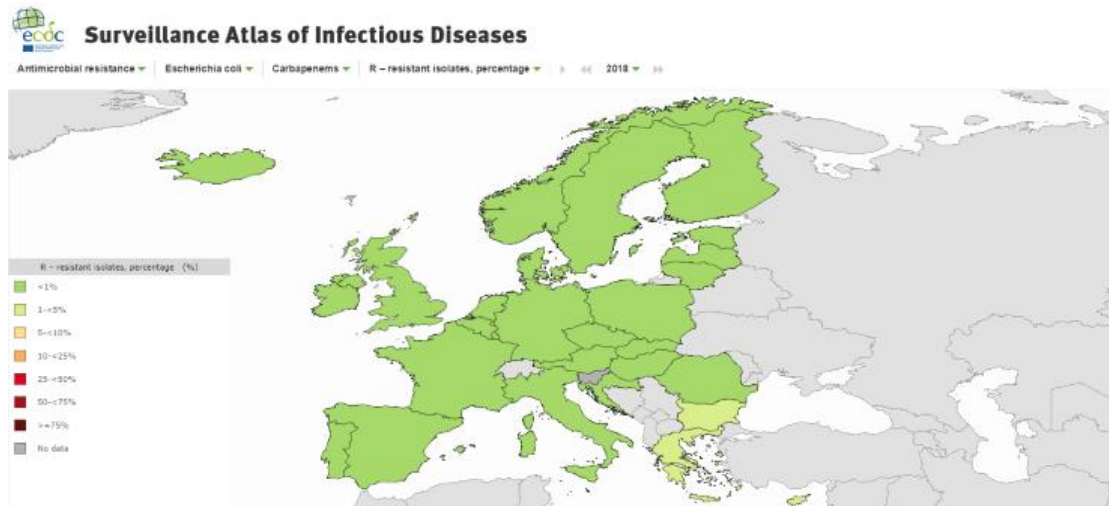 ecdc
Surveillance Atlas of Infectious Diseases
Antimicrobial resistance
Escherichia coli
Carbapenems
R – resistant isolates, percentage
2018
R – resistant isolates, percentage (%)
<1%
1-<5%
5-<10%
10-<25%
25-<50%
50-<75%
>=75%
No data